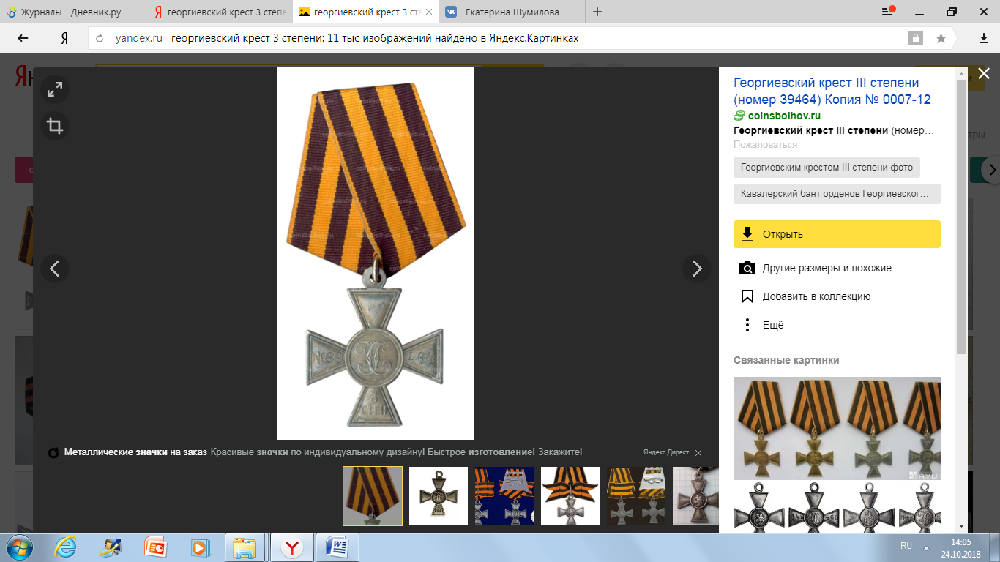 Журналы - Дневник.ру
георгиевский крест 3 степе
георгиевский крест 3 сте
Екатерина Шумилова
yandex.ru георгиевский крест 3 степени: 11 тыс изображений найдено в Яндекс.Картинках
Георгиевский крест III степени
(номер 39464) Копия № 0007-12
coinsbolhov.ru
Георгиевский крест III степени (номер…
Пожаловаться
Георгиевским крестом III степени фото
Кавалерский бант орденов Георгиевског…
Открыть
Другие размеры и похожие
Добавить в коллекцию
Ещё
Связанные картинки
coinsbolhov.ru
3
СТЕП
Металлические значки на заказ Красивые значки по индивидуальному дизайну! Быстрое изготовление! Закажите!
Яндекс.Директ
RU
14:05
24.10.2018